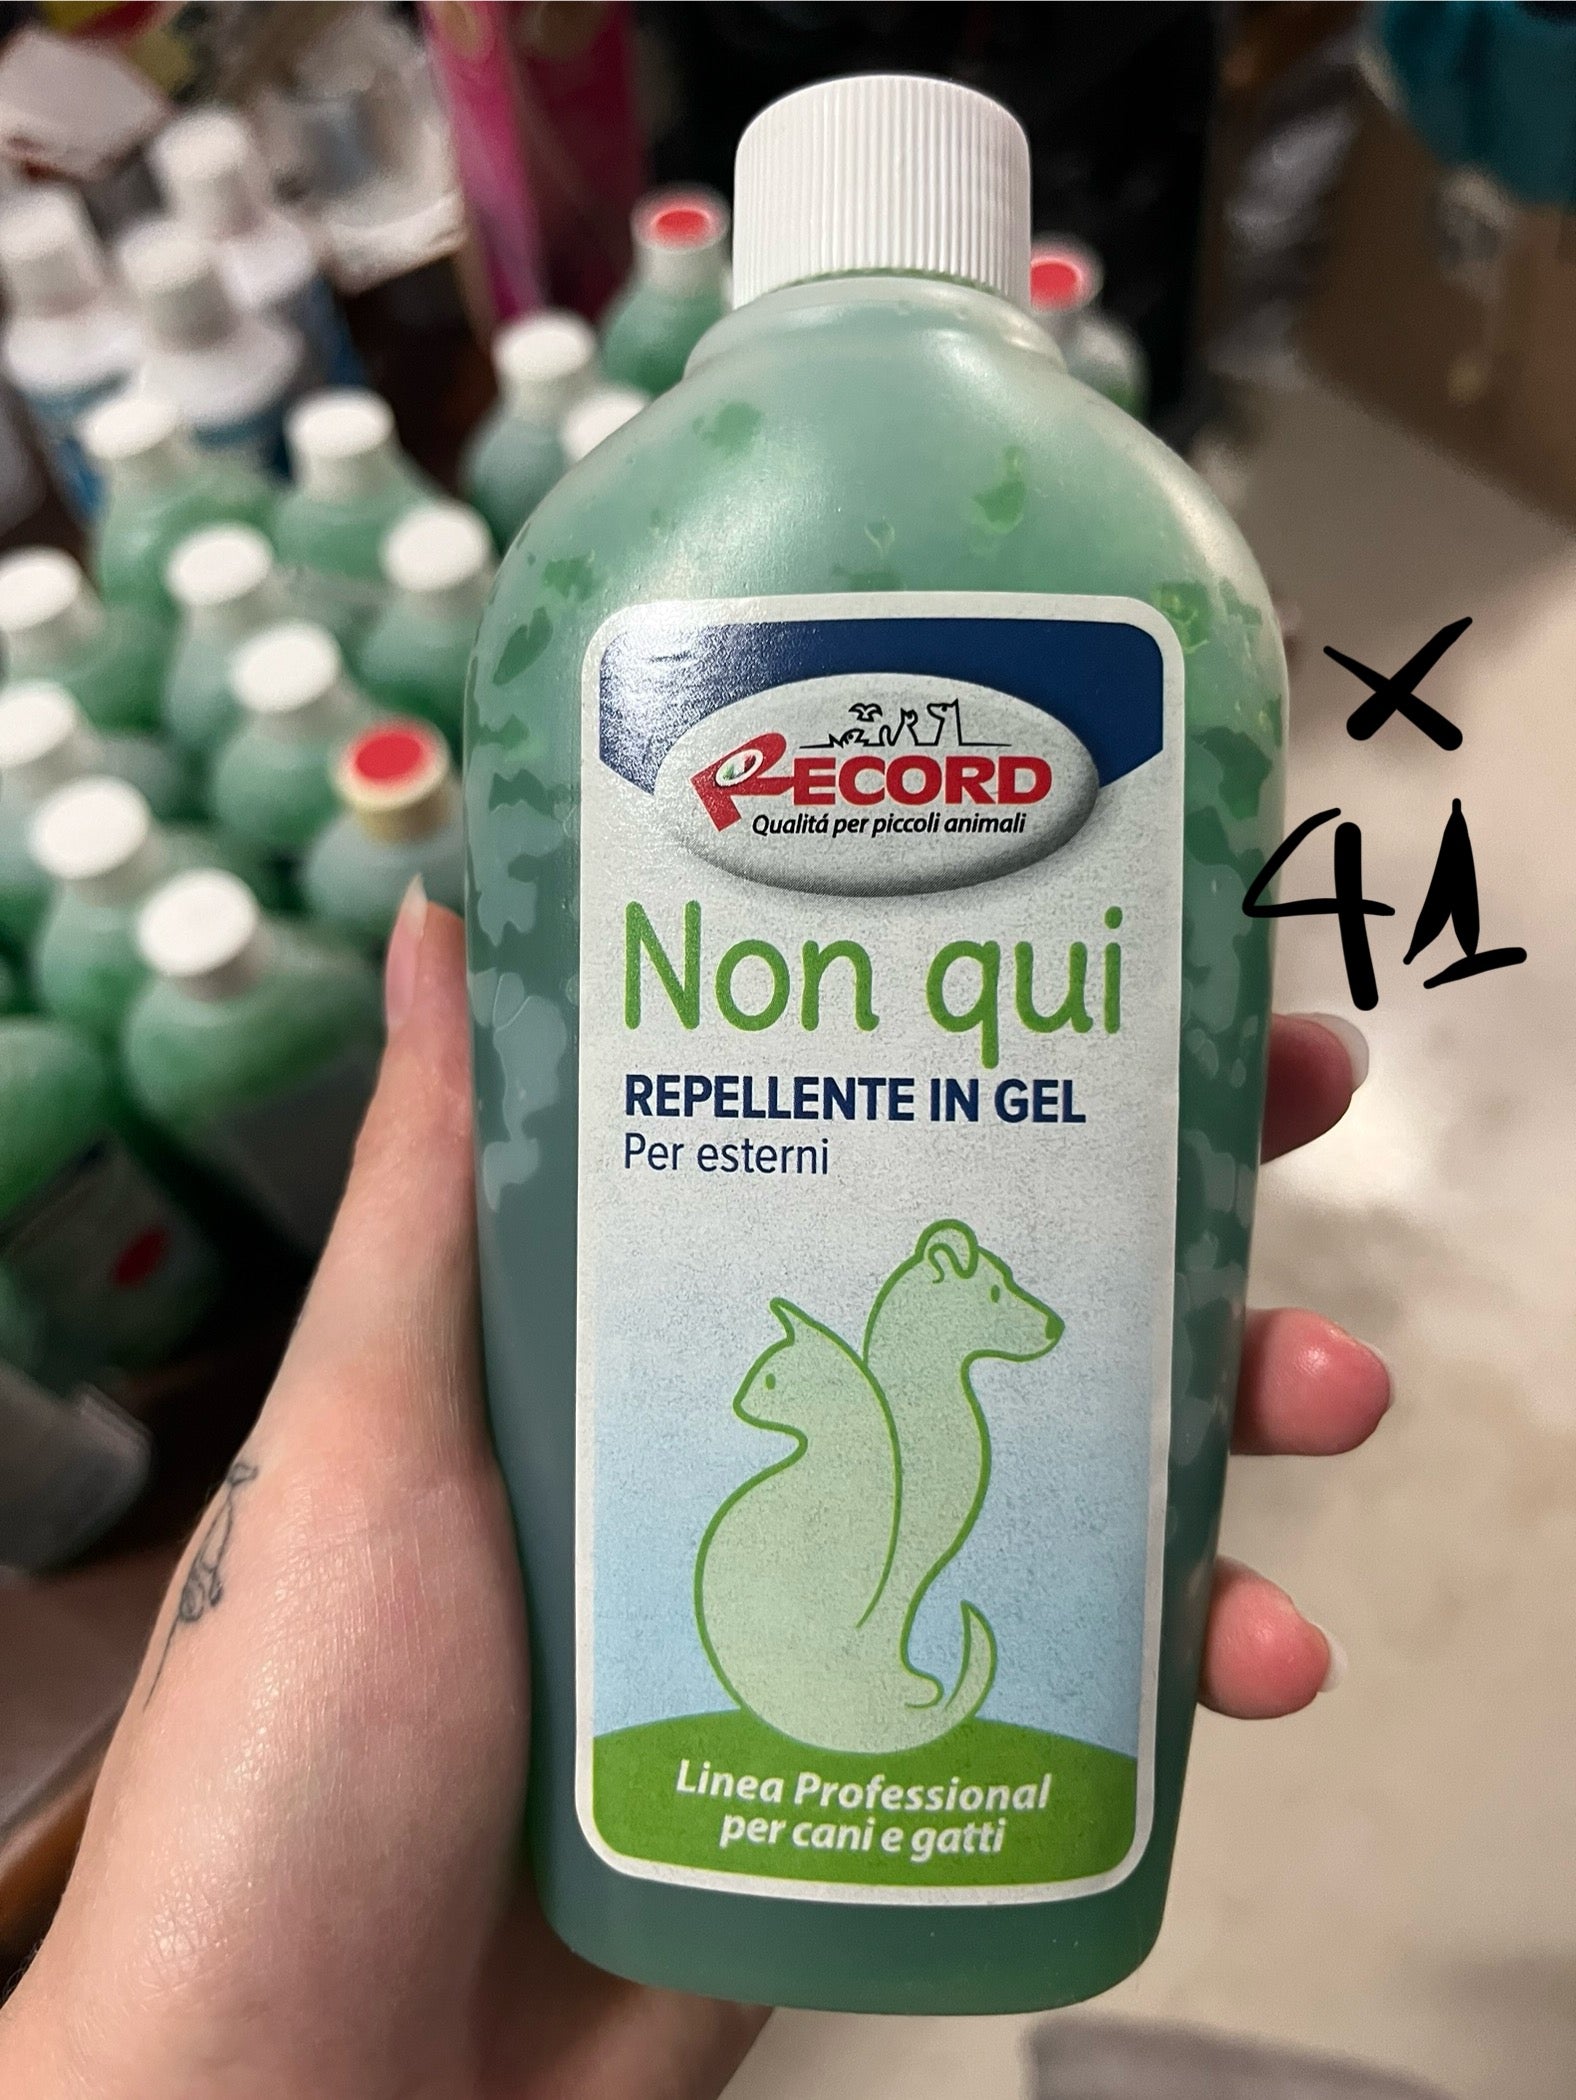 RECORD
Qualitá per piccoli animali
Non qui
REPELLENTE IN GEL
Per esterni
Linea Professional
per cani e gatti
x
41